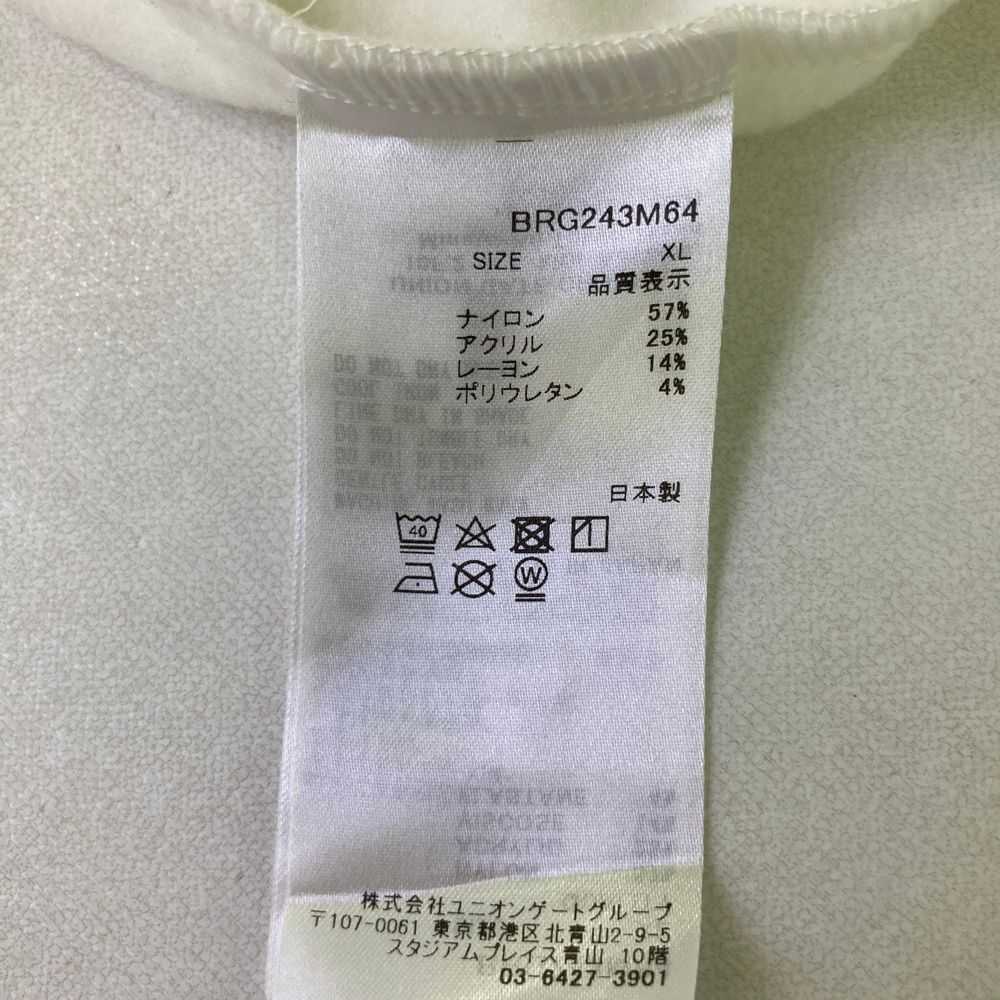 BRG243M64
SIZE XL
品質表示
ナイロン 57%
アクリル 25%
レーヨン 14%
ポリウレタン 4%
日本製
40
W
株式会社ユニオンゲートグループ
〒107-0061 東京都港区北青山2-9-5
スタジアムプレイス青山 10階
03-6427-3901